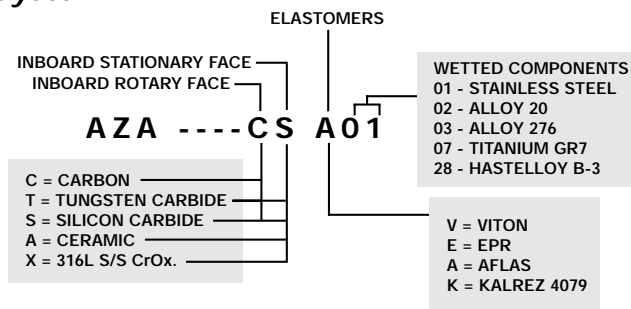 ELASTOMERS
INBOARD STATIONARY FACE
INBOARD ROTARY FACE
AZA ----CS A01
WETTED COMPONENTS
01 - STAINLESS STEEL
02 - ALLOY 20
03 - ALLOY 276
07 - TITANIUM GR7
28 - HASTELLOY B-3
C = CARBON
T = TUNGSTEN CARBIDE
S = SILICON CARBIDE
A = CERAMIC
X = 316L S/S CrOx.
V = VITON
E = EPR
A = AFLAS
K = KALREZ 4079